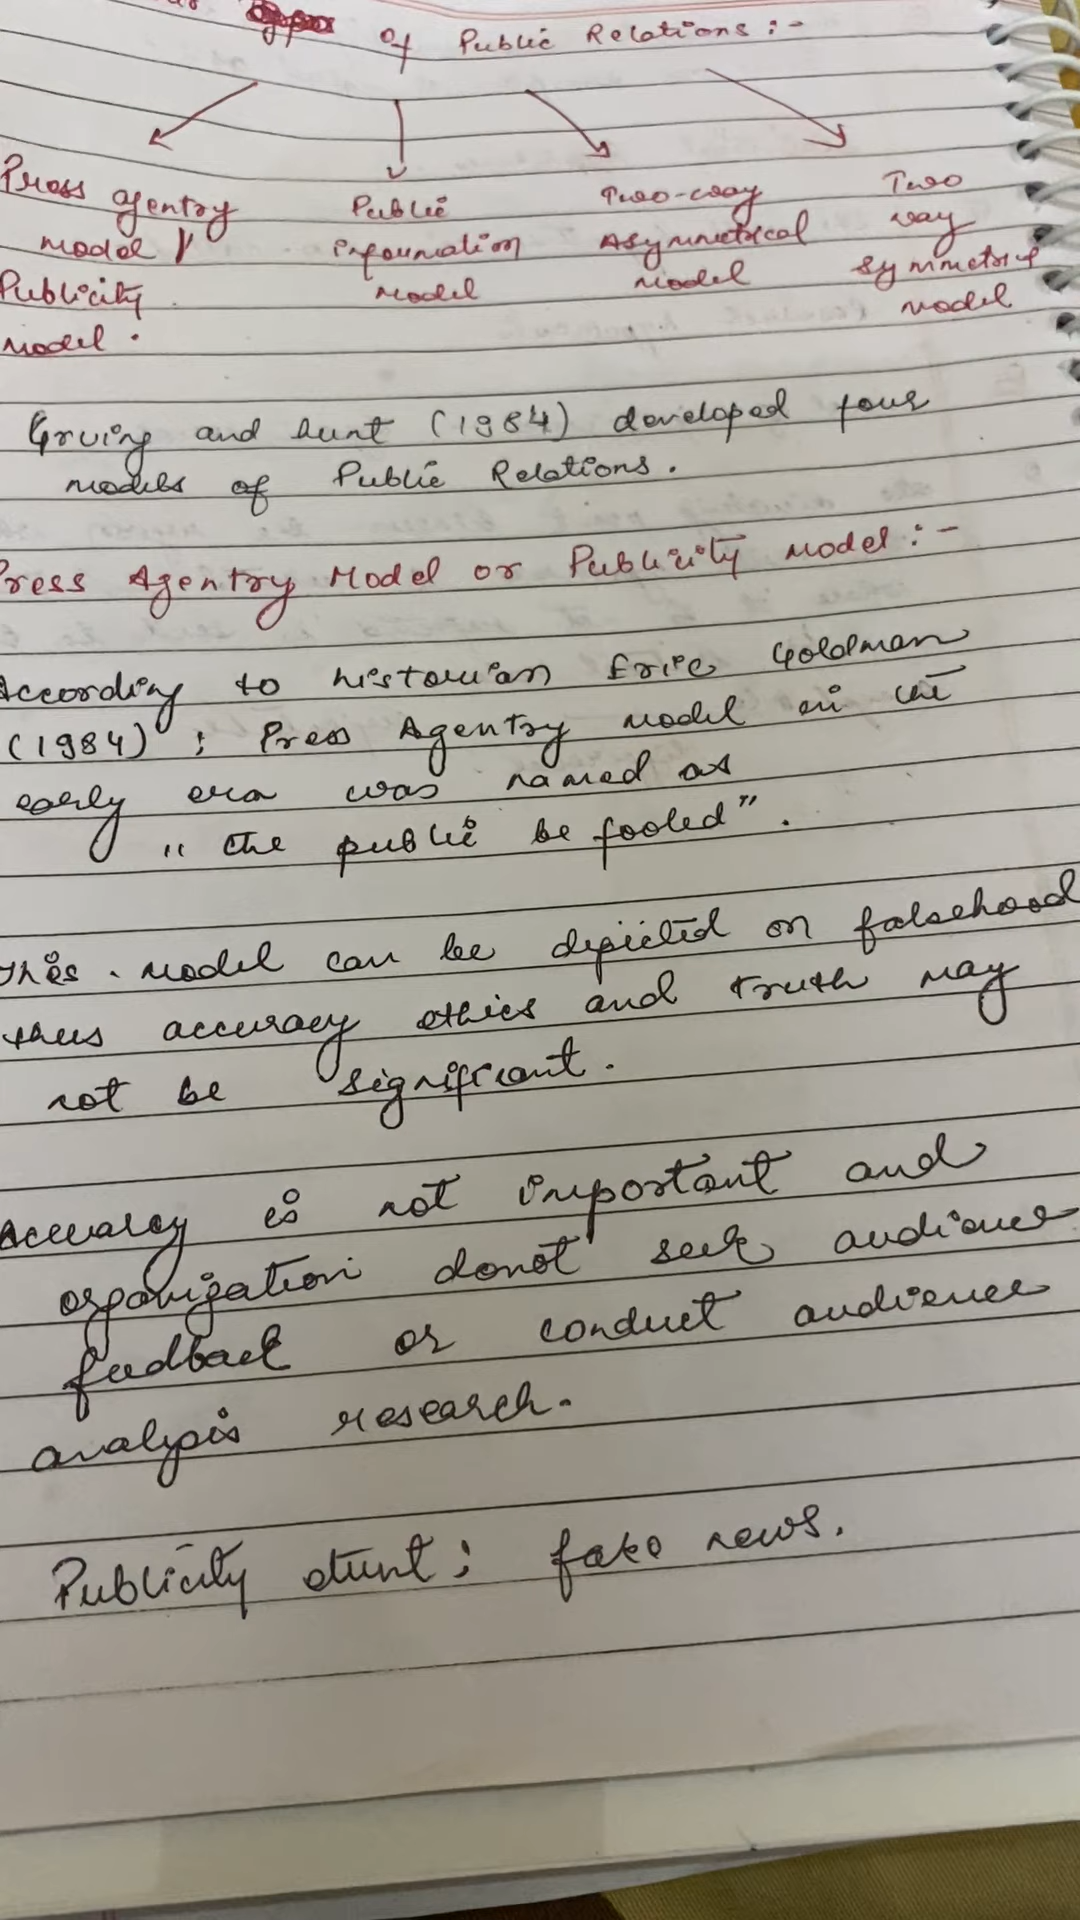 of Public Relations :-
Press agentry model / Publicity model.
Public information model
Two-way Asymmetrical model
Two way symmetrical model
Gruing and hunt (1984) developed four
models of Public Relations.
Press Agentry Model or Publicity model :-
According to historian Eric Goldman
(1984) ; Press Agentry model in the
early era was named as
" the public be fooled".
This . model can be depicted on falsehood
thus accuracy ethics and truth may
not be significant.
Accuracy is not important and
organization donot seek audience
feedback or conduct audience
analysis research.
Publicity stunt ; fake news.